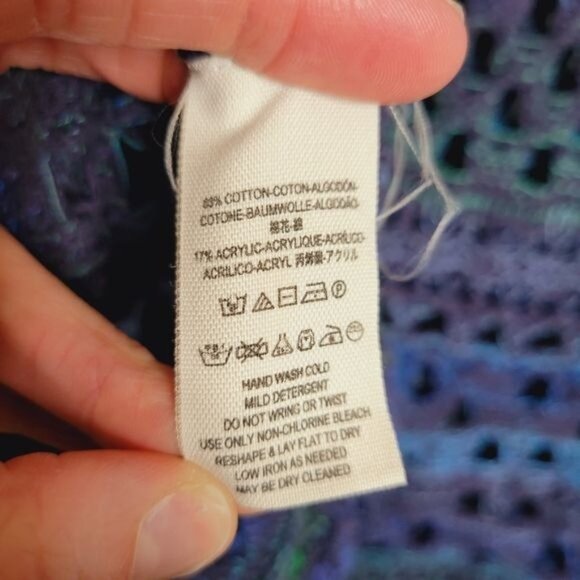 83% COTTON-COTON-ALGODÓN-
COTONE-BAUMWOLLE-ALGODÃO
棉花-綿
17% ACRYLIC-ACRYLIQUE-ACRÍLICO-
ACRILICO-ACRYL 丙烯酸-アクリル
HAND WASH COLD
MILD DETERGENT
DO NOT WRING OR TWIST
USE ONLY NON-CHLORINE BLEACH
RESHAPE & LAY FLAT TO DRY
LOW IRON AS NEEDED
MAY BE DRY CLEANED